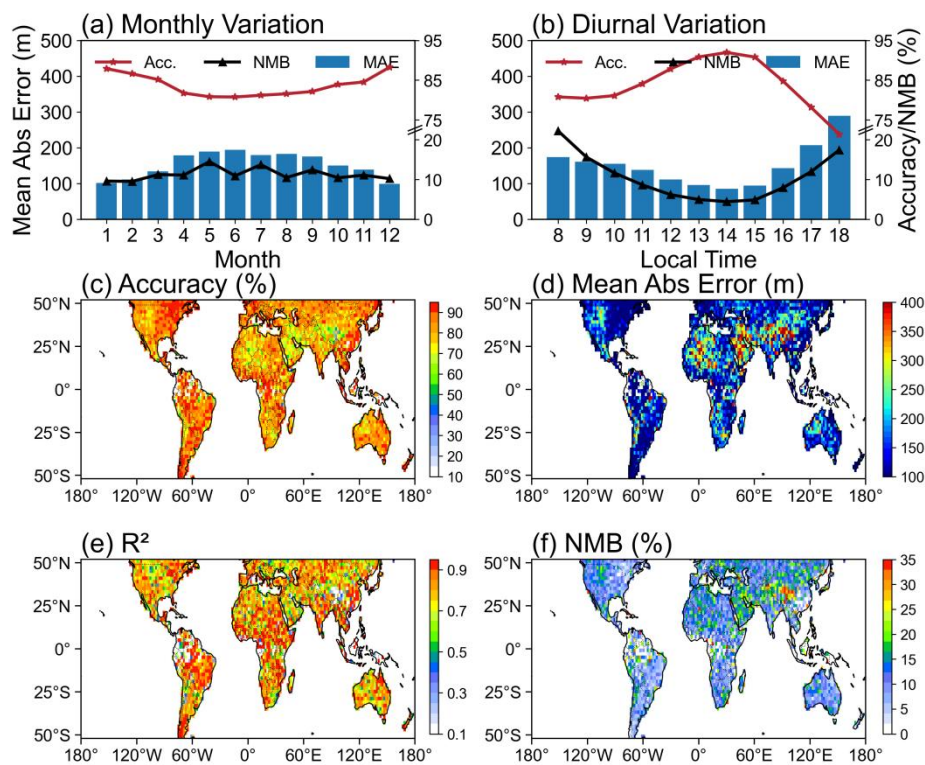 (a) Monthly Variation
(b) Diurnal Variation
Mean Abs Error (m)
500
400
300
200
100
0
Acc.
NMB
MAE
95
85
75
20
10
0
1 2 3 4 5 6 7 8 9 10 11 12
Month
500
400
300
200
100
0
Acc.
NMB
MAE
95
85
75
20
10
0
Accuracy/NMB (%)
8 9 10 11 12 13 14 15 16 17 18
Local Time
(c) Accuracy (%)
50°N
25°N
0°
25°S
50°S
180° 120°W 60°W 0° 60°E 120°E 180°
90
80
70
60
50
40
30
20
10
(d) Mean Abs Error (m)
50°N
25°N
0°
25°S
50°S
180° 120°W 60°W 0° 60°E 120°E 180°
400
350
300
250
200
150
100
(e) R²
50°N
25°N
0°
25°S
50°S
180° 120°W 60°W 0° 60°E 120°E 180°
0.9
0.7
0.5
0.3
0.1
(f) NMB (%)
50°N
25°N
0°
25°S
50°S
180° 120°W 60°W 0° 60°E 120°E 180°
35
30
25
20
15
10
5
0